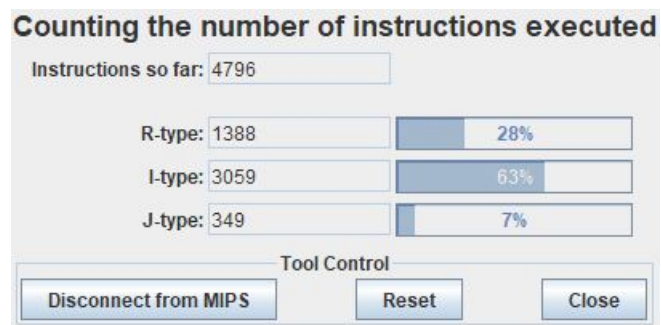 Counting the number of instructions executed
Instructions so far: 4796
R-type: 1388 28%
I-type: 3059 63%
J-type: 349 7%
Tool Control
Disconnect from MIPS Reset Close